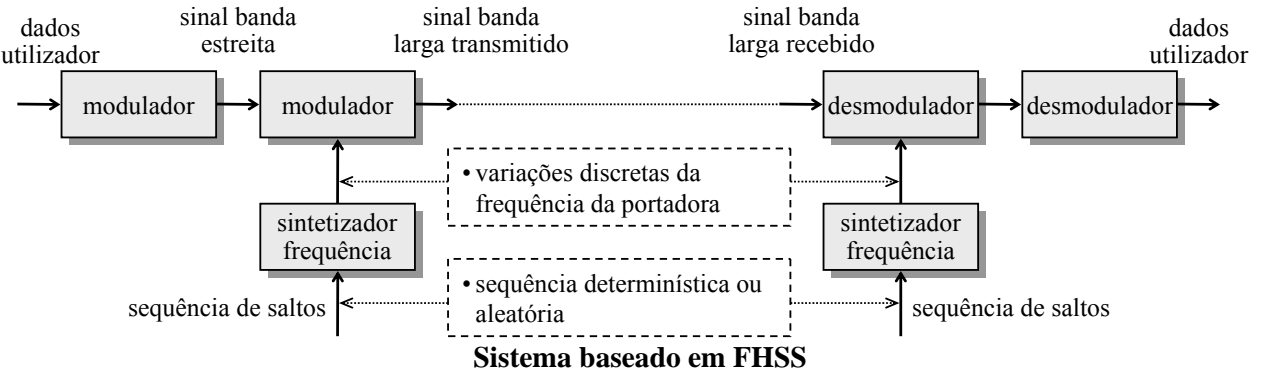 dados
utilizador
sinal banda
estreita
sinal banda
larga transmitido
sinal banda
larga recebido
dados
utilizador
modulador
modulador
desmodulador
desmodulador
• variações discretas da
frequência da portadora
sintetizador
frequência
sintetizador
frequência
• sequência determinística ou
aleatória
sequência de saltos
sequência de saltos
Sistema baseado em FHSS